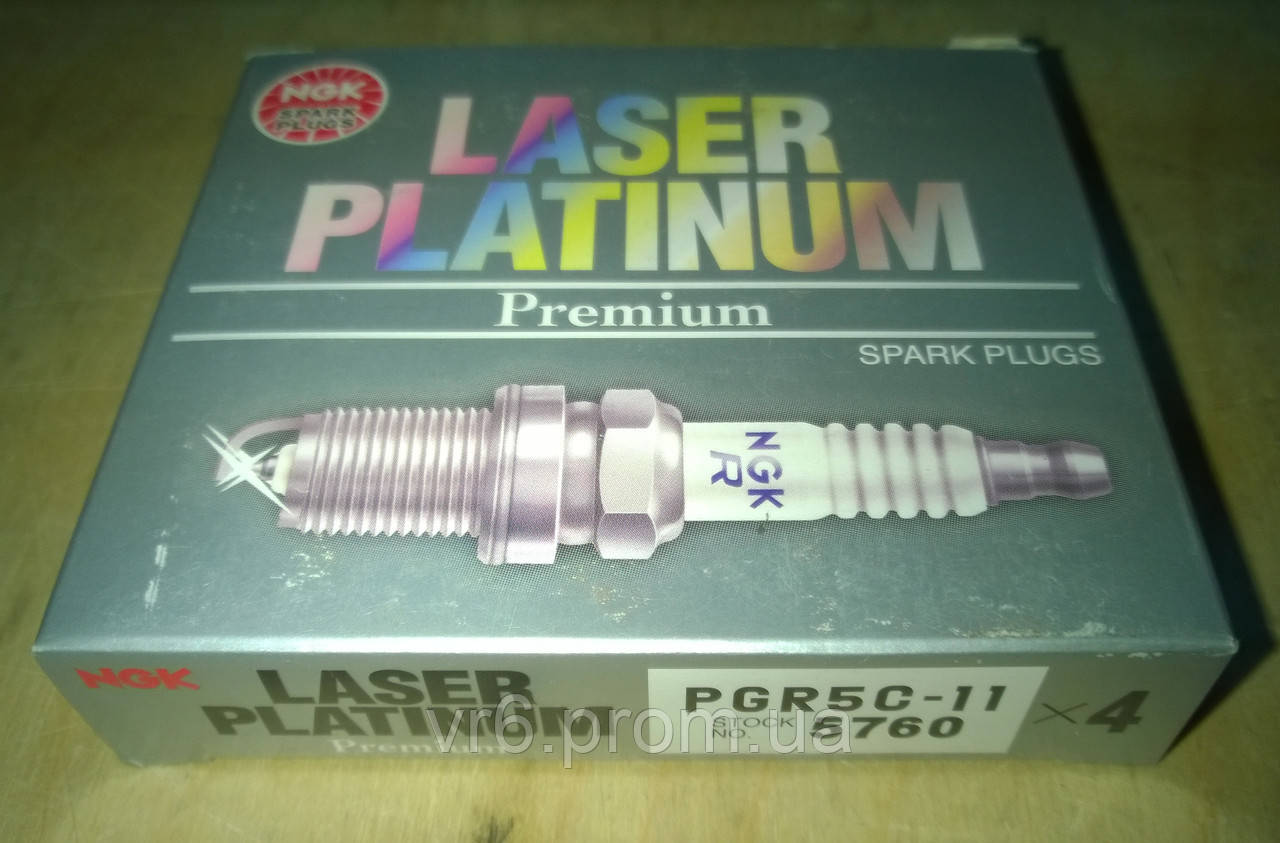 NGK
SPARK
PLUGS
LASER
PLATINUM
Premium
SPARK PLUGS
NGK
R
NGK
LASER
PLATINUM
Premium
PGR5C-11
STOCK
NO. 5760
×4
vr6.prom.ua